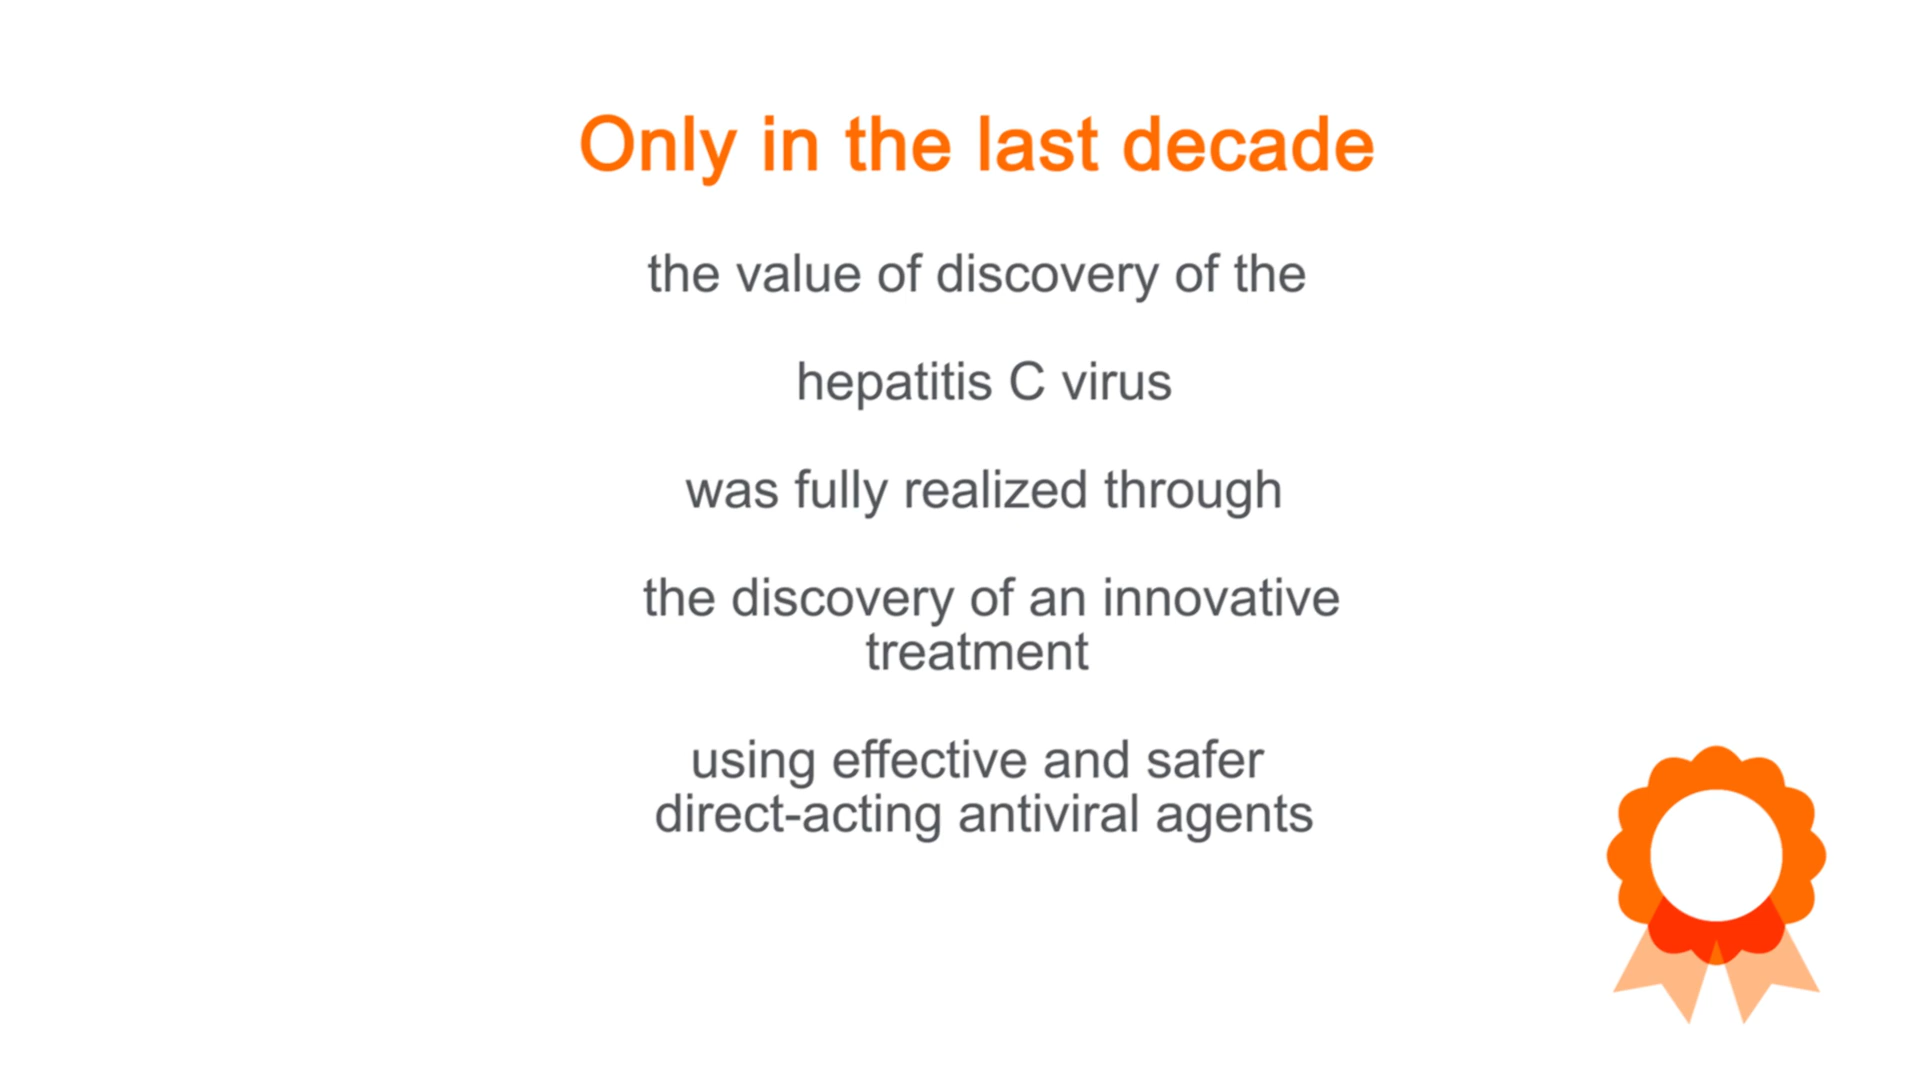 Only in the last decade
the value of discovery of the
hepatitis C virus
was fully realized through
the discovery of an innovative
treatment
using effective and safer
direct-acting antiviral agents